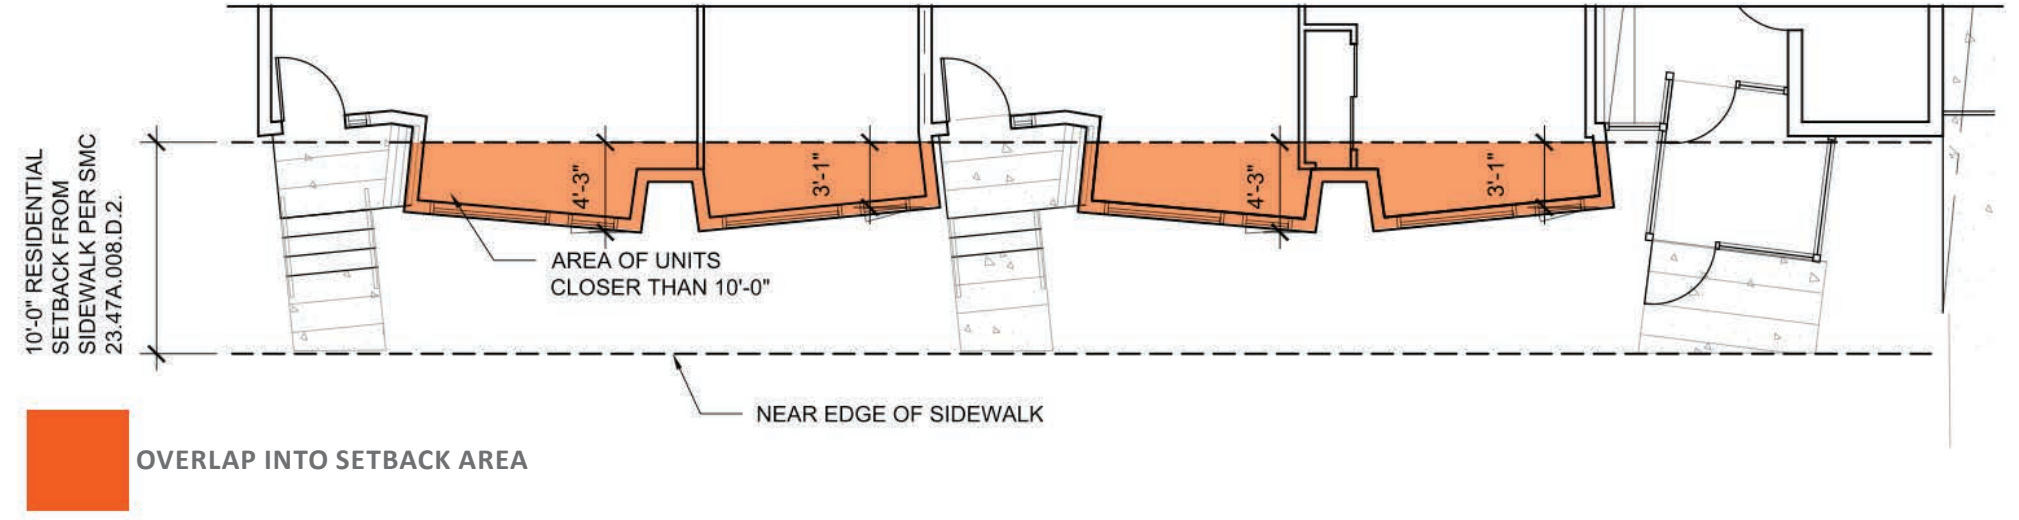 10'-0" RESIDENTIAL
SETBACK FROM
SIDEWALK PER SMC
23.47A.008.D.2.
4'-3"
3'-1"
4'-3"
3'-1"
AREA OF UNITS
CLOSER THAN 10'-0"
NEAR EDGE OF SIDEWALK
OVERLAP INTO SETBACK AREA